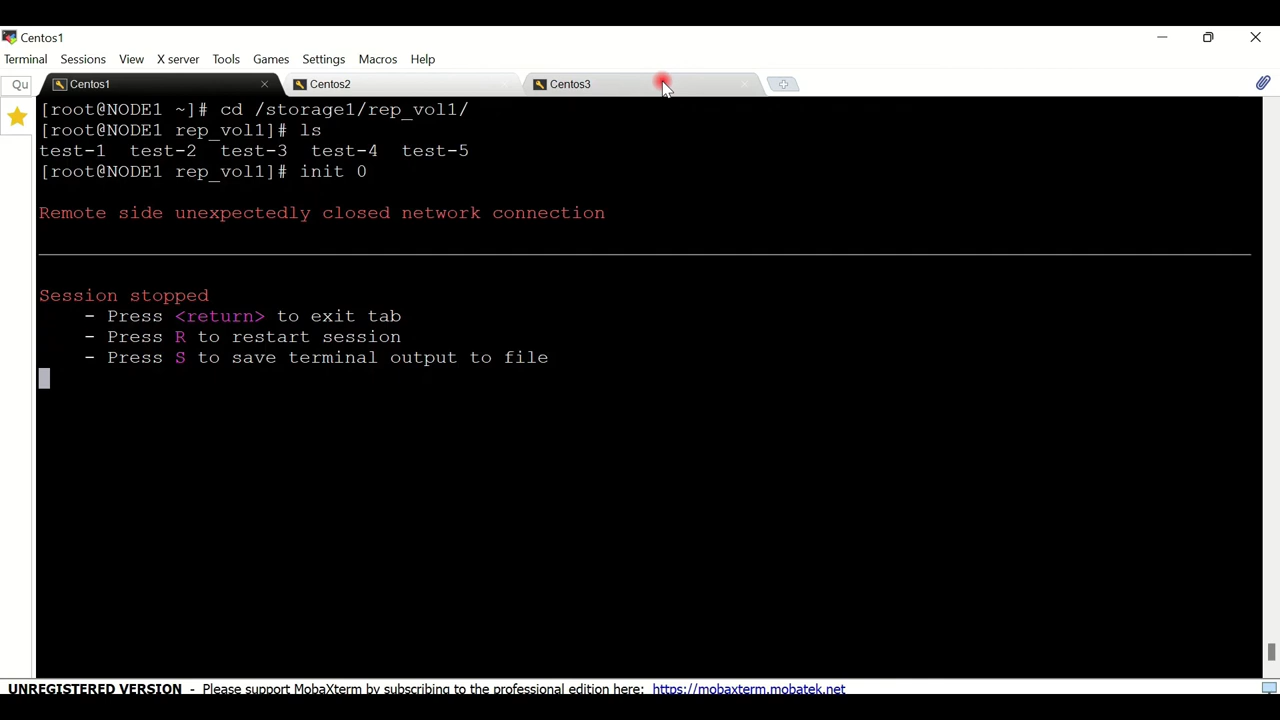 Centos1
Terminal Sessions View X server Tools Games Settings Macros Help
Qu Centos1 Centos2 Centos3
[root@NODE1 ~]# cd /storage1/rep_vol1/
[root@NODE1 rep_vol1]# ls
test-1 test-2 test-3 test-4 test-5
[root@NODE1 rep_vol1]# init 0
Remote side unexpectedly closed network connection
Session stopped
- Press <return> to exit tab
- Press R to restart session
- Press S to save terminal output to file
UNREGISTERED VERSION - Please support MobaXterm by subscribing to the professional edition here: https://mobaxterm.mobatek.net